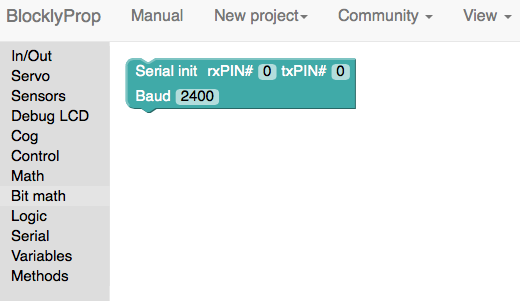 BlocklyProp Manual New project Community View
In/Out
Servo
Sensors
Debug LCD
Cog
Control
Math
Bit math
Logic
Serial
Variables
Methods
Serial init rxPIN# 0 txPIN# 0
Baud 2400